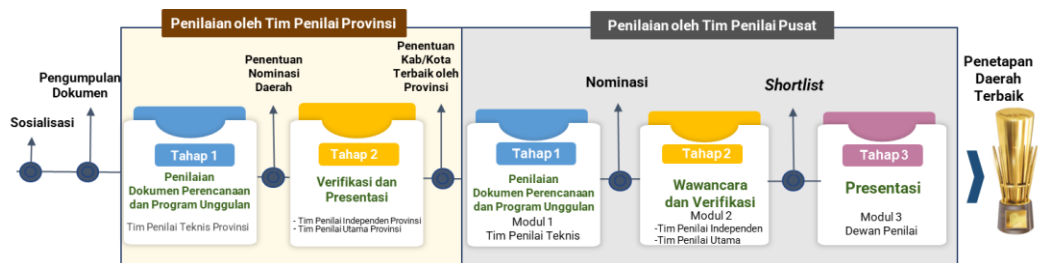 Penilaian oleh Tim Penilai Provinsi
Penilaian oleh Tim Penilai Pusat
Sosialisasi
Pengumpulan
Dokumen
Tahap 1
Penilaian
Dokumen Perencanaan
dan Program Unggulan
Tim Penilai Teknis Provinsi
Penentuan
Nominasi
Daerah
Tahap 2
Verifikasi dan
Presentasi
- Tim Penilai Independen Provinsi
- Tim Penilai Utama Provinsi
Penentuan
Kab/Kota
Terbaik oleh
Provinsi
Tahap 1
Penilaian
Dokumen Perencanaan
dan Program Unggulan
Modul 1
Tim Penilai Teknis
Nominasi
Tahap 2
Wawancara
dan Verifikasi
Modul 2
-Tim Penilai Independen
-Tim Penilai Utama
Shortlist
Tahap 3
Presentasi
Modul 3
Dewan Penilai
Penetapan
Daerah
Terbaik